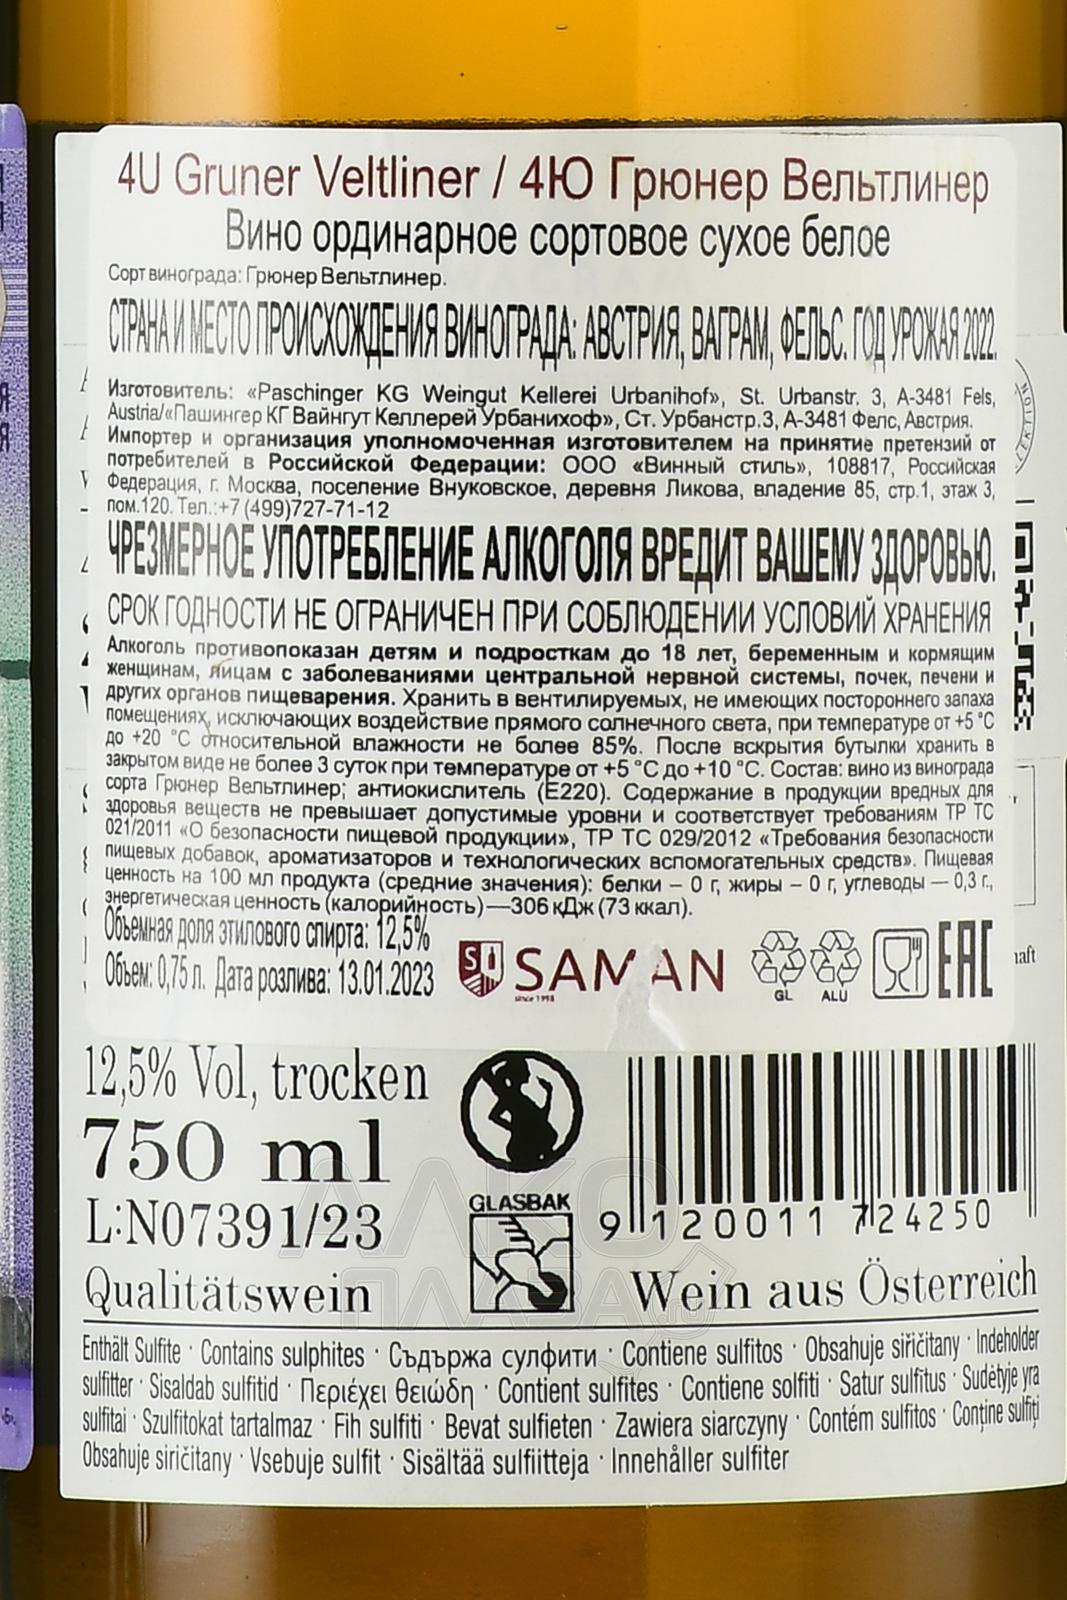 4U Gruner Veltliner / 4Ю Грюнер Вельтлинер
Вино ординарное сортовое сухое белое
Сорт винограда: Грюнер Вельтлинер.
СТРАНА И МЕСТО ПРОИСХОЖДЕНИЯ ВИНОГРАДА: АВСТРИЯ, ВАГРАМ, ФЕЛЬС. ГОД УРОЖАЯ 2022.
Изготовитель: «Paschinger KG Weingut Kellerei Urbanihof», St. Urbanstr. 3, A-3481 Fels,
Austria/«Пашингер КГ Вайнгут Келлерей Урбанихоф», Ст. Урбанстр.3, А-3481 Фелс, Австрия.
Импортер и организация уполномоченная изготовителем на принятие претензий от
потребителей в Российской Федерации: ООО «Винный стиль», 108817, Российская
Федерация, г. Москва, поселение Внуковское, деревня Ликова, владение 85, стр.1, этаж 3,
пом.120. Тел.:+7 (499)727-71-12
ЧРЕЗМЕРНОЕ УПОТРЕБЛЕНИЕ АЛКОГОЛЯ ВРЕДИТ ВАШЕМУ ЗДОРОВЬЮ.
СРОК ГОДНОСТИ НЕ ОГРАНИЧЕН ПРИ СОБЛЮДЕНИИ УСЛОВИЙ ХРАНЕНИЯ
Алкоголь противопоказан детям и подросткам до 18 лет, беременным и кормящим
женщинам, лицам с заболеваниями центральной нервной системы, почек, печени и
других органов пищеварения. Хранить в вентилируемых, не имеющих постороннего запаха
помещениях, исключающих воздействие прямого солнечного света, при температуре от +5 °С
до +20 °С относительной влажности не более 85%. После вскрытия бутылки хранить в
закрытом виде не более 3 суток при температуре от +5 °С до +10 °С. Состав: вино из винограда
сорта Грюнер Вельтлинер; антиокислитель (Е220). Содержание в продукции вредных для
здоровья веществ не превышает допустимые уровни и соответствует требованиям ТР ТС
021/2011 «О безопасности пищевой продукции», ТР ТС 029/2012 «Требования безопасности
пищевых добавок, ароматизаторов и технологических вспомогательных средств». Пищевая
ценность на 100 мл продукта (средние значения): белки – 0 г, жиры – 0 г, углеводы — 0,3 г.,
энергетическая ценность (калорийность)—306 кДж (73 ккал).
Объемная доля этилового спирта: 12,5%
Объем: 0,75 л. Дата розлива: 13.01.2023
SAMAN
since 1998
GL ALU
EAC
haft
12,5% Vol, trocken
750 ml
L:N07391/23
Qualitätswein
GLASBAK
9 120011 724250
Wein aus Österreich
Enthält Sulfite · Contains sulphites · Съдържа сулфити · Contiene sulfitos · Obsahuje siřičitany · Indeholder
sulfitter · Sisaldab sulfitid · Περιέχει θειώδη · Contient sulfites · Contiene solfiti · Satur sulfītus · Sudėtyje yra
sulfitai · Szulfitokat tartalmaz · Fih sulfiti · Bevat sulfieten · Zawiera siarczyny · Contém sulfitos · Conține sulfiți
Obsahuje siričitany · Vsebuje sulfit · Sisältää sulfiitteja · Innehåller sulfiter
АЛКО
ПЛАЗА